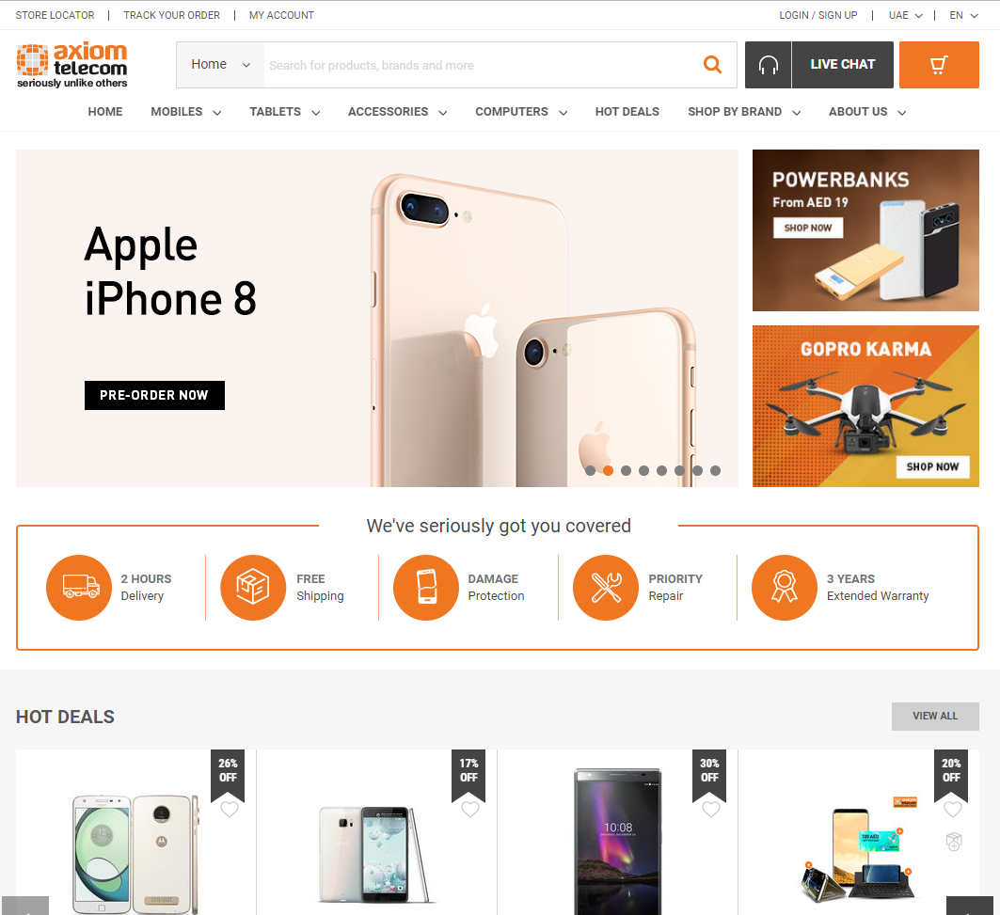 STORE LOCATOR | TRACK YOUR ORDER | MY ACCOUNT
LOGIN / SIGN UP | UAE | EN
axiom
telecom
seriously unlike others
Home
Search for products, brands and more
LIVE CHAT
HOME MOBILES TABLETS ACCESSORIES COMPUTERS HOT DEALS SHOP BY BRAND ABOUT US
Apple
iPhone 8
PRE-ORDER NOW
POWERBANKS
From AED 19
SHOP NOW
GOPRO KARMA
SHOP NOW
We've seriously got you covered
2 HOURS
Delivery
FREE
Shipping
DAMAGE
Protection
PRIORITY
Repair
3 YEARS
Extended Warranty
HOT DEALS
VIEW ALL
26%
OFF
17%
OFF
30%
OFF
20%
OFF
10:08
axiom
telecom
100 AED